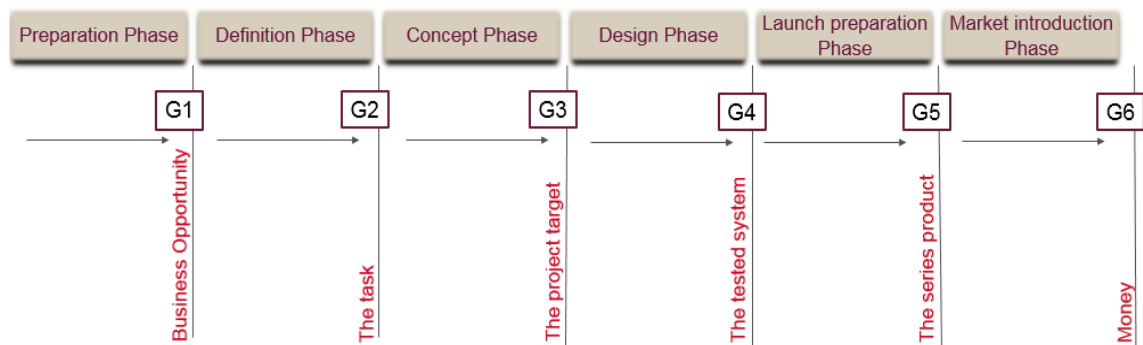 Preparation Phase
Definition Phase
Concept Phase
Design Phase
Launch preparation
Phase
Market introduction
Phase
G1
G2
G3
G4
G5
G6
Business Opportunity
The task
The project target
The tested system
The series product
Money